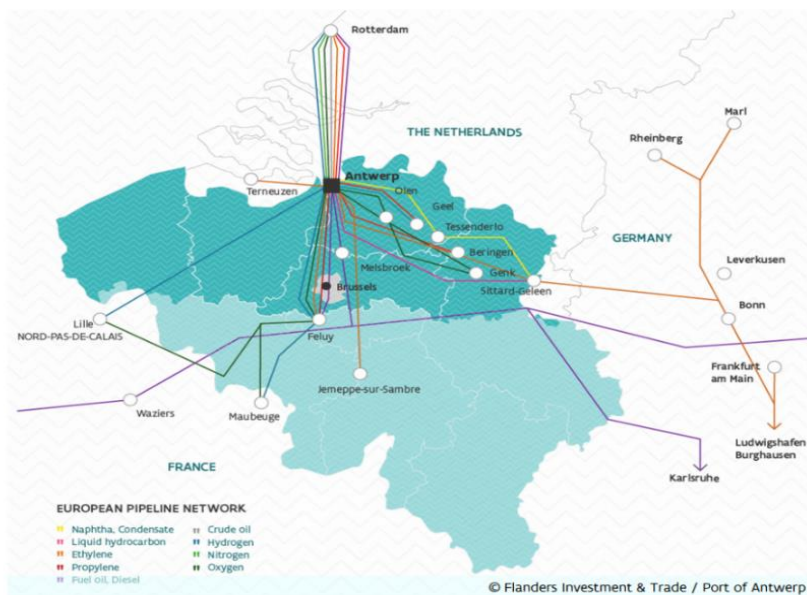 Rotterdam
THE NETHERLANDS
Marl
Rheinberg
Antwerp
Terneuzen
Olen
Geel
Tessenderlo
GERMANY
Beringen
Melsbroek
Genk
Leverkusen
Brussels
Sittard-Geleen
Bonn
Lille
NORD-PAS-DE-CALAIS
Feluy
Frankfurt
am Main
Jemeppe-sur-Sambre
Waziers
Maubeuge
Ludwigshafen
Burghausen
FRANCE
Karlsruhe
EUROPEAN PIPELINE NETWORK
Naphtha, Condensate
Liquid hydrocarbon
Ethylene
Propylene
Fuel oil, Diesel
Crude oil
Hydrogen
Nitrogen
Oxygen
© Flanders Investment & Trade / Port of Antwerp